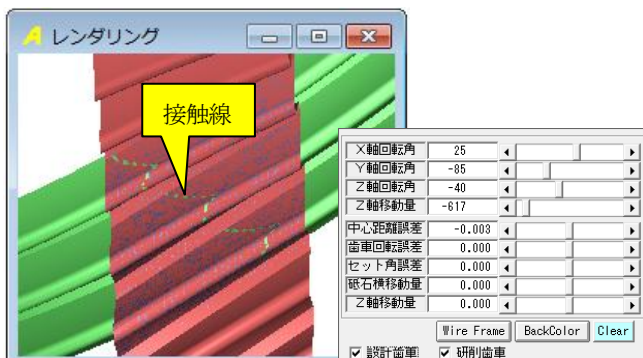 レンダリング
接触線
X軸回転角 25
Y軸回転角 -85
Z軸回転角 -40
Z軸移動量 -617
中心距離誤差 -0.003
歯車回転誤差 0.000
セット角誤差 0.000
砥石横移動量 0.000
Z軸移動量 0.000
Wire Frame BackColor Clear
設計歯車 研削歯車